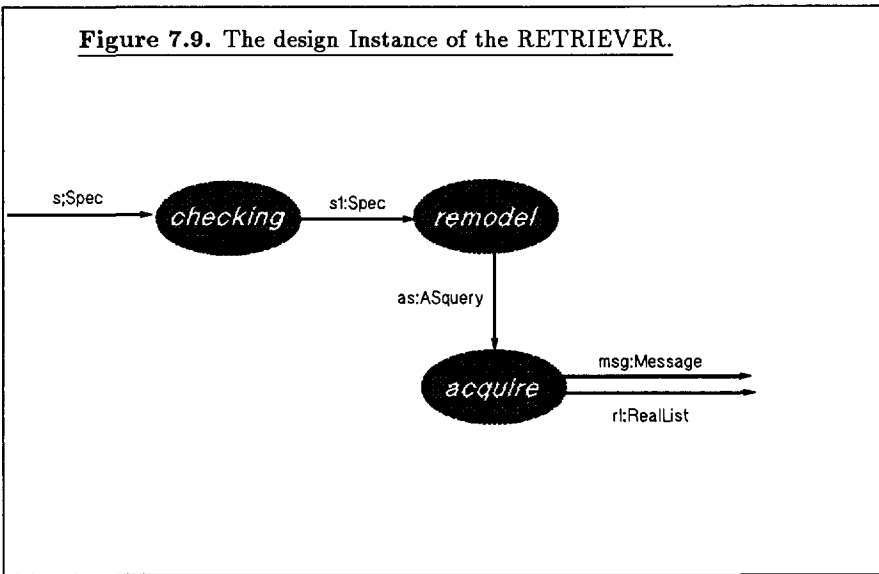 Figure 7.9. The design Instance of the RETRIEVER.
s;Spec
checking
s1:Spec
remodel
as:ASquery
acquire
msg:Message
rl:RealList